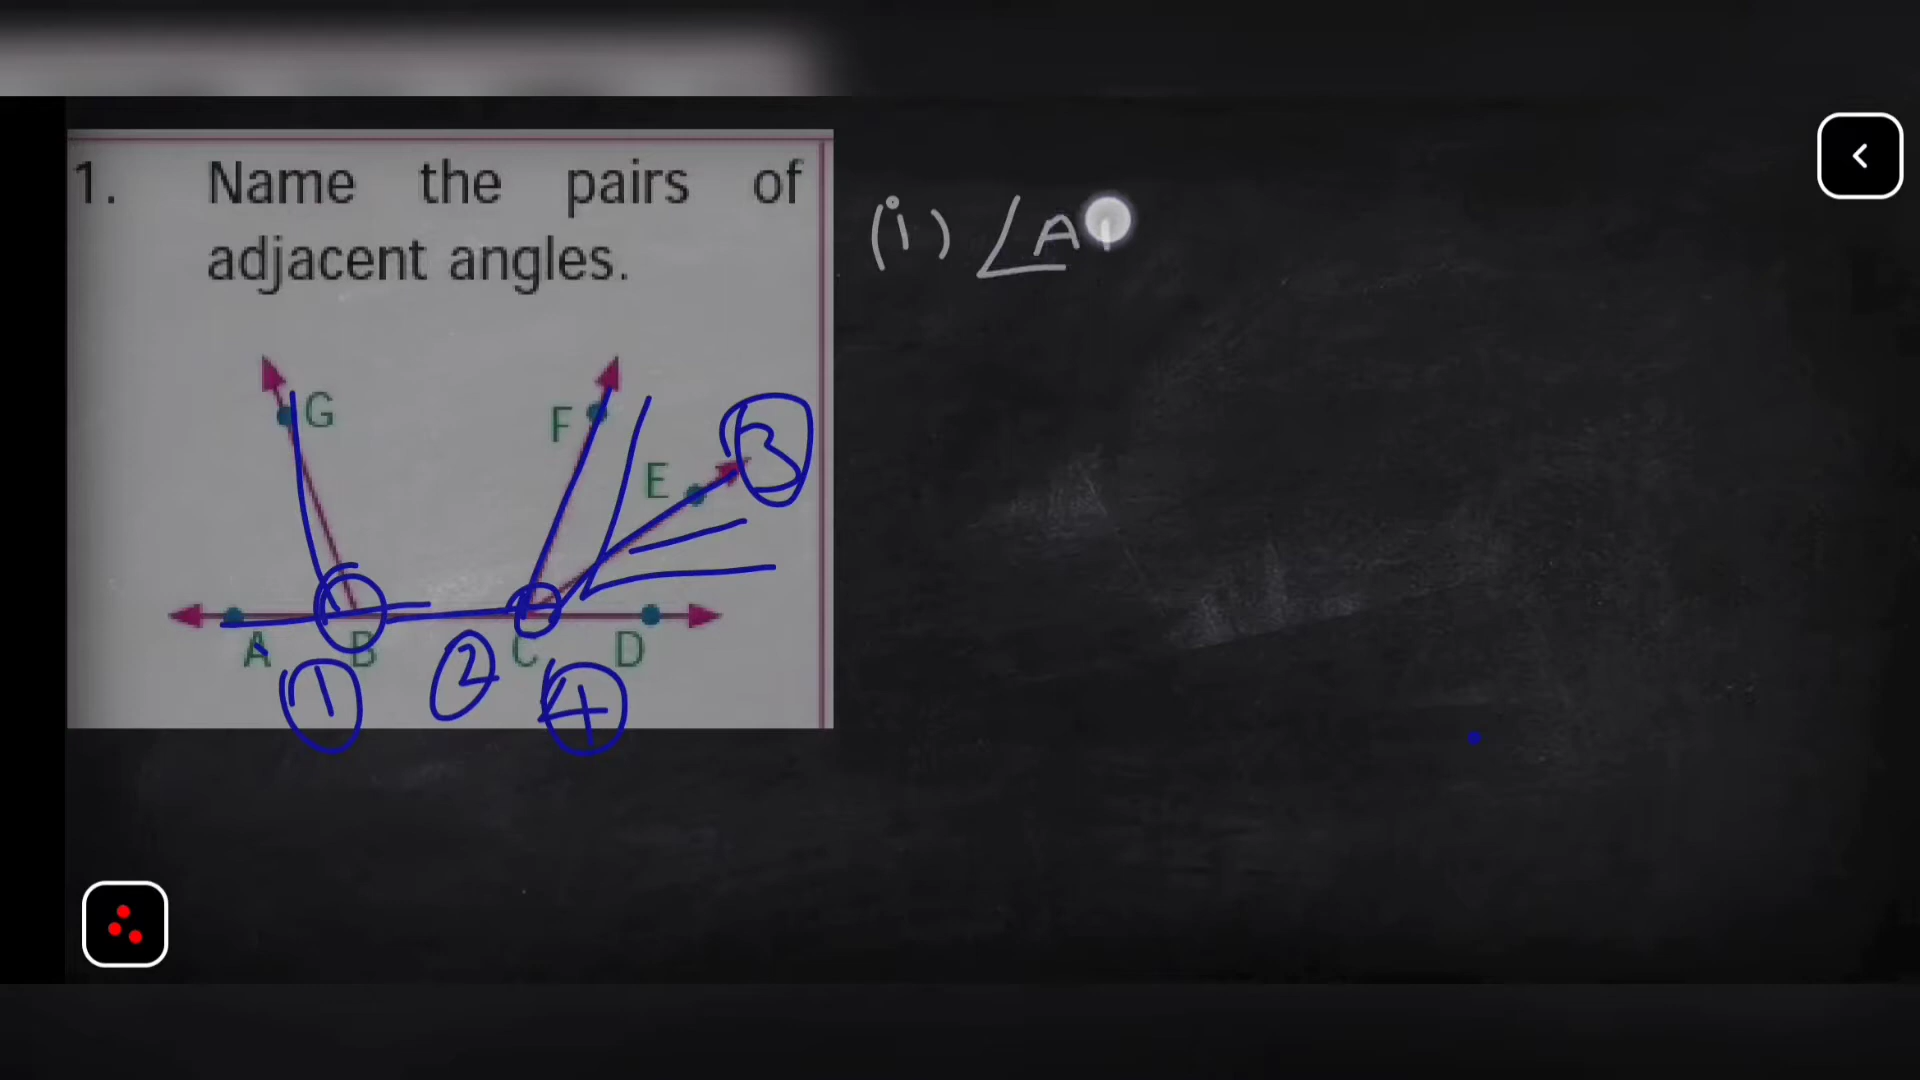 1. Name the pairs of
adjacent angles.
(i) ∠A
G
F
3
E
A B C D
1 2 4